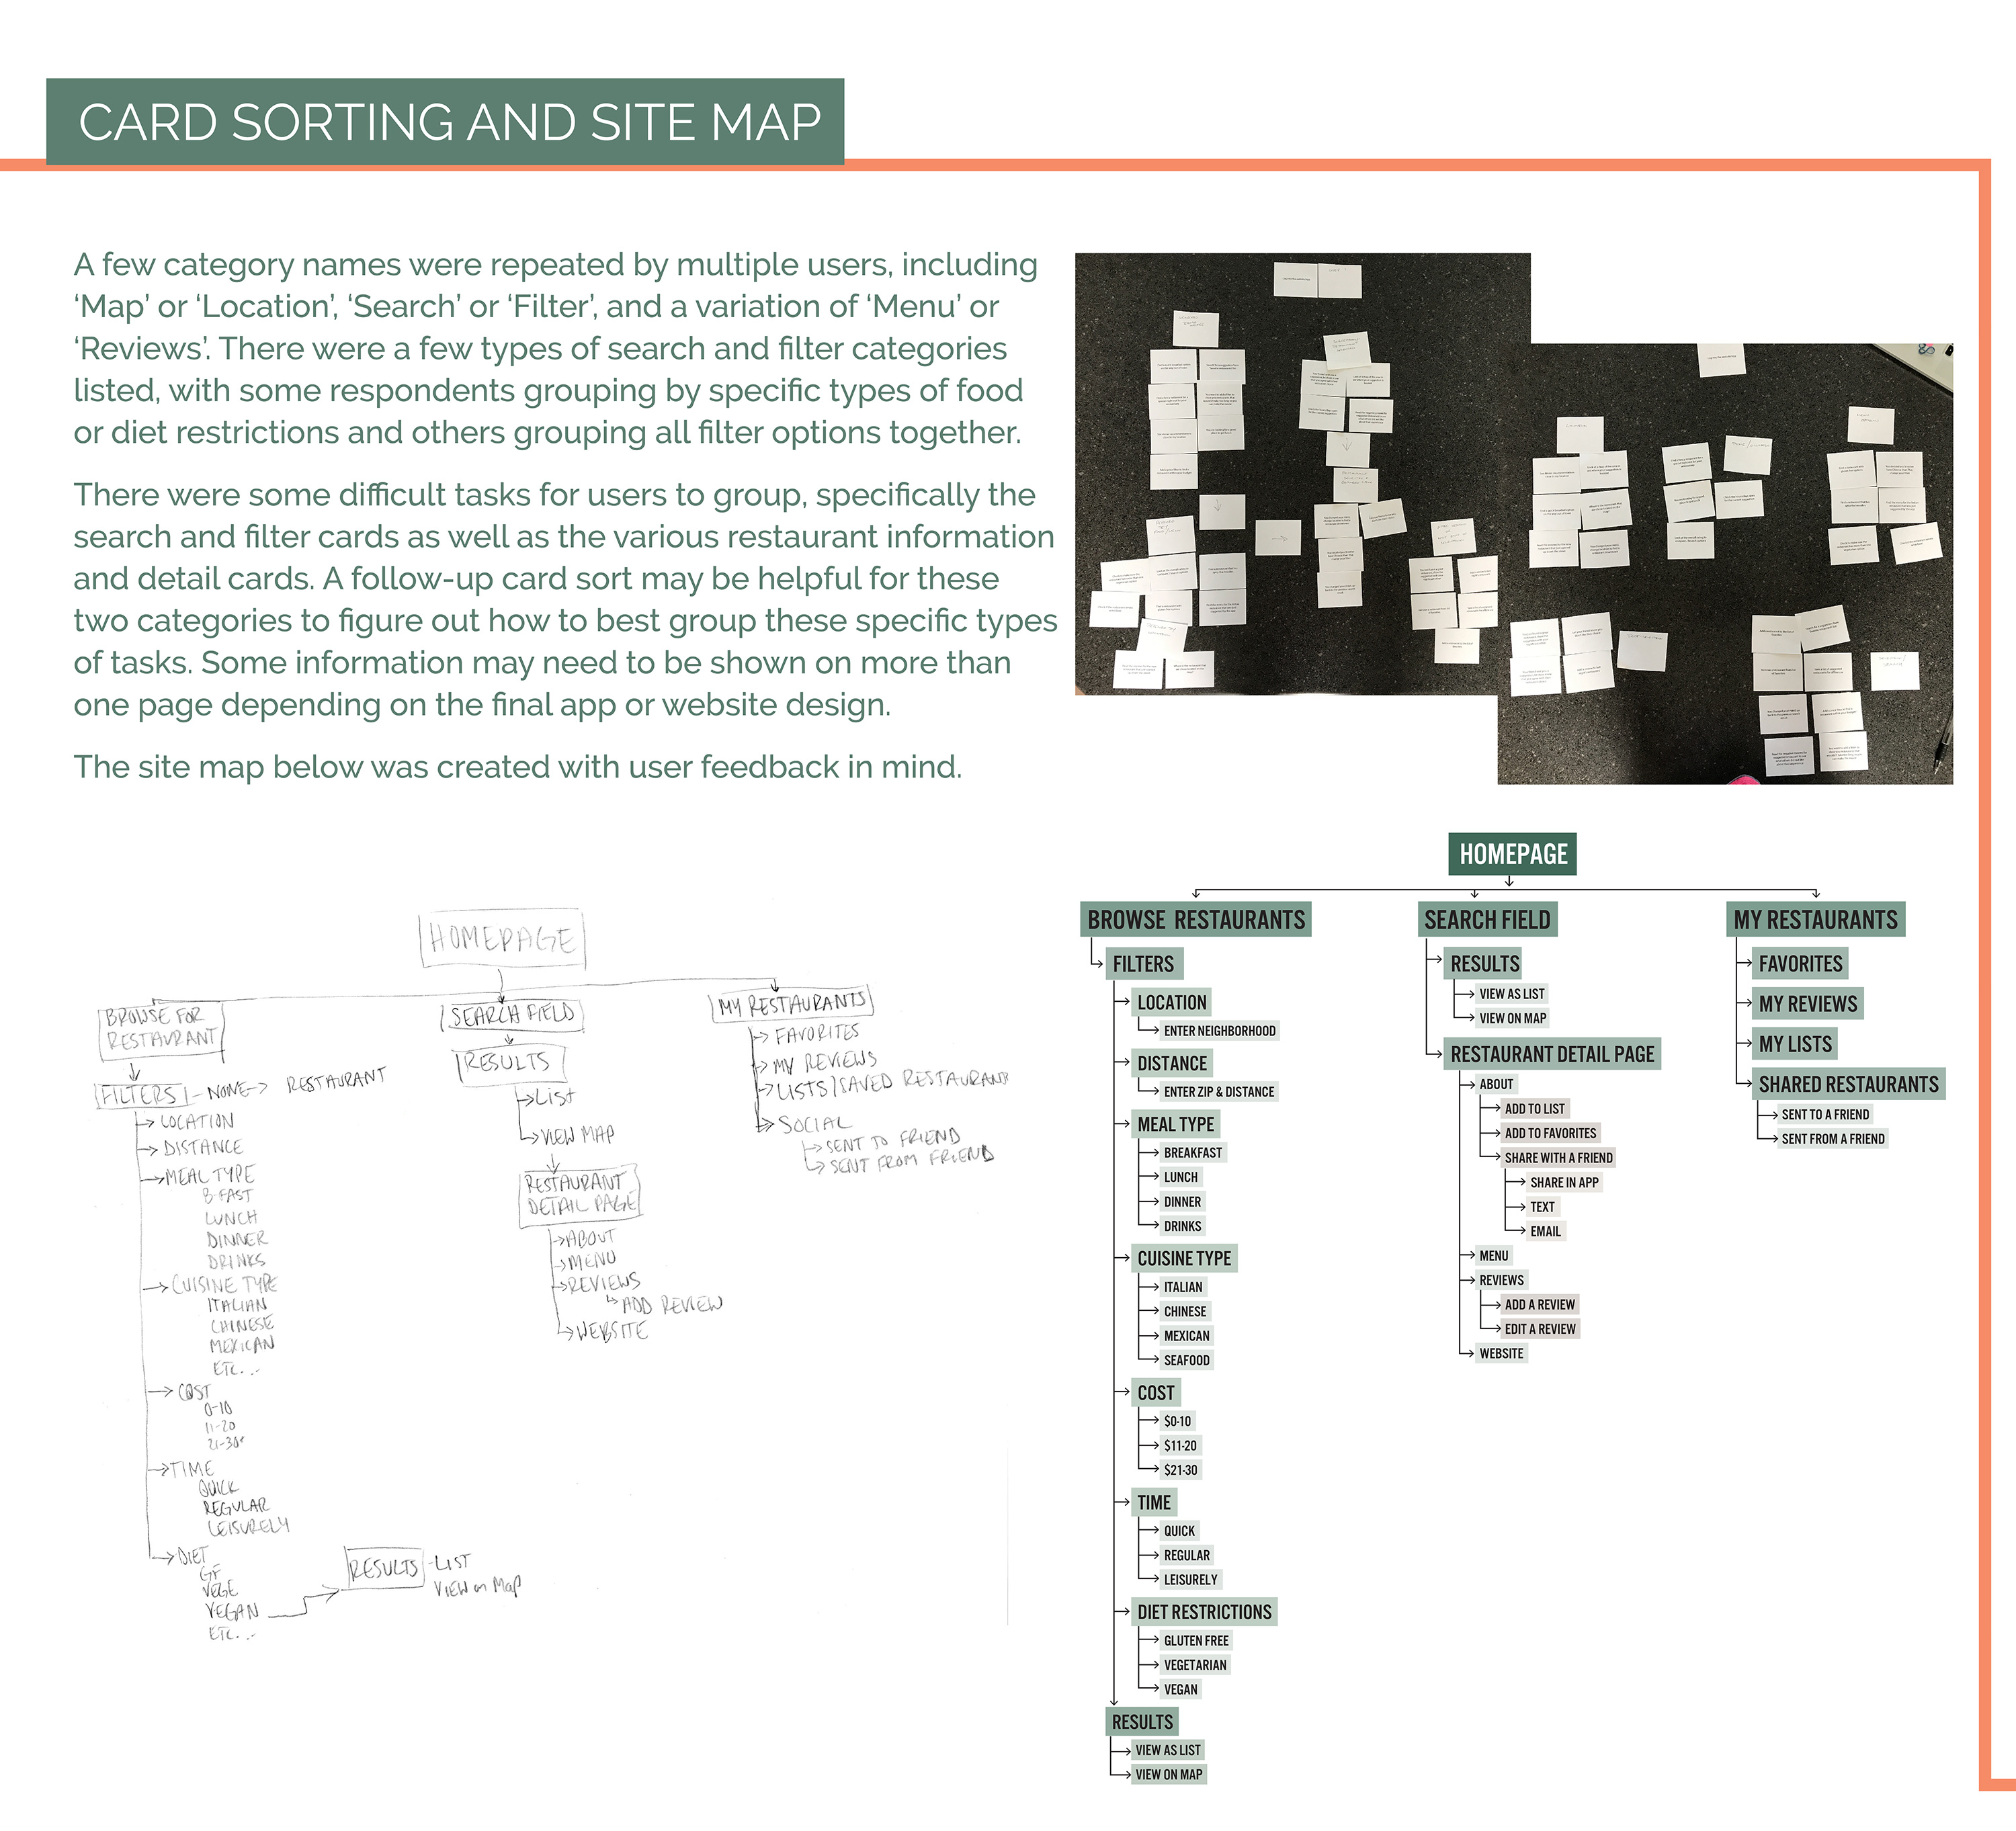 CARD SORTING AND SITE MAP
A few category names were repeated by multiple users, including
‘Map’ or ‘Location’, ‘Search’ or ‘Filter’, and a variation of ‘Menu’ or
‘Reviews’. There were a few types of search and filter categories
listed, with some respondents grouping by specific types of food
or diet restrictions and others grouping all filter options together.
There were some difficult tasks for users to group, specifically the
search and filter cards as well as the various restaurant information
and detail cards. A follow-up card sort may be helpful for these
two categories to figure out how to best group these specific types
of tasks. Some information may need to be shown on more than
one page depending on the final app or website design.
The site map below was created with user feedback in mind.
HOMEPAGE
BROWSE FOR
RESTAURANT
FILTERS - NONE -> RESTAURANT
LOCATION
DISTANCE
MEAL TYPE
B-FAST
LUNCH
DINNER
DRINKS
CUISINE TYPE
ITALIAN
CHINESE
MEXICAN
ETC...
COST
0-10
11-20
21-30+
TIME
QUICK
REGULAR
LEISURELY
DIET
GF
VEGE
VEGAN
ETC...
RESULTS - LIST
VIEW on MAP
SEARCH FIELD
RESULTS
LIST
VIEW MAP
RESTAURANT
DETAIL PAGE
ABOUT
MENU
REVIEWS
ADD REVIEW
WEBSITE
MY RESTAURANTS
FAVORITES
MY REVIEWS
LISTS/SAVED RESTAURANT
SOCIAL
SENT TO FRIEND
SENT FROM FRIEND
HOMEPAGE
BROWSE RESTAURANTS
FILTERS
LOCATION
ENTER NEIGHBORHOOD
DISTANCE
ENTER ZIP & DISTANCE
MEAL TYPE
BREAKFAST
LUNCH
DINNER
DRINKS
CUISINE TYPE
ITALIAN
CHINESE
MEXICAN
SEAFOOD
COST
$0-10
$11-20
$21-30
TIME
QUICK
REGULAR
LEISURELY
DIET RESTRICTIONS
GLUTEN FREE
VEGETARIAN
VEGAN
RESULTS
VIEW AS LIST
VIEW ON MAP
SEARCH FIELD
RESULTS
VIEW AS LIST
VIEW ON MAP
RESTAURANT DETAIL PAGE
ABOUT
ADD TO LIST
ADD TO FAVORITES
SHARE WITH A FRIEND
SHARE IN APP
TEXT
EMAIL
MENU
REVIEWS
ADD A REVIEW
EDIT A REVIEW
WEBSITE
MY RESTAURANTS
FAVORITES
MY REVIEWS
MY LISTS
SHARED RESTAURANTS
SENT TO A FRIEND
SENT FROM A FRIEND